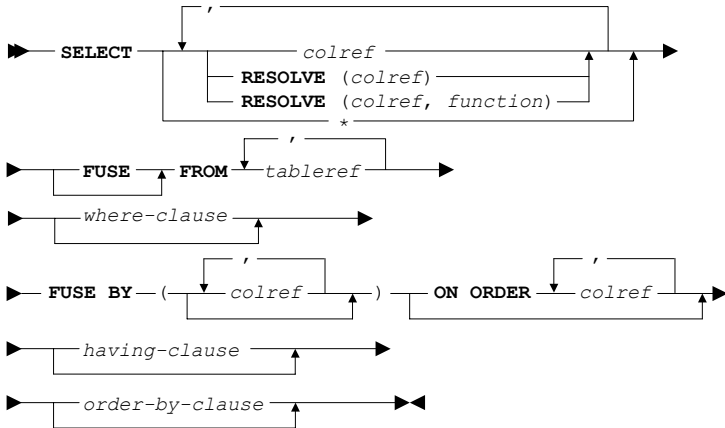 ,
SELECT colref
RESOLVE (colref)
RESOLVE (colref, function)
*
,
FUSE FROM tableref
where-clause
, ,
FUSE BY ( colref ) ON ORDER colref
having-clause
order-by-clause